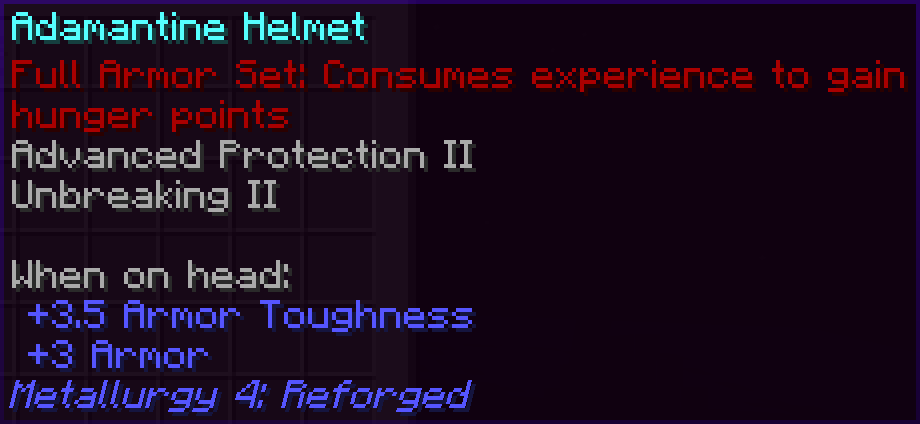 Adamantine Helmet
Full Armor Set: Consumes experience to gain
hunger points
Advanced Protection II
Unbreaking II
When on head:
+3.5 Armor Toughness
+3 Armor
Metallurgy 4: Reforged